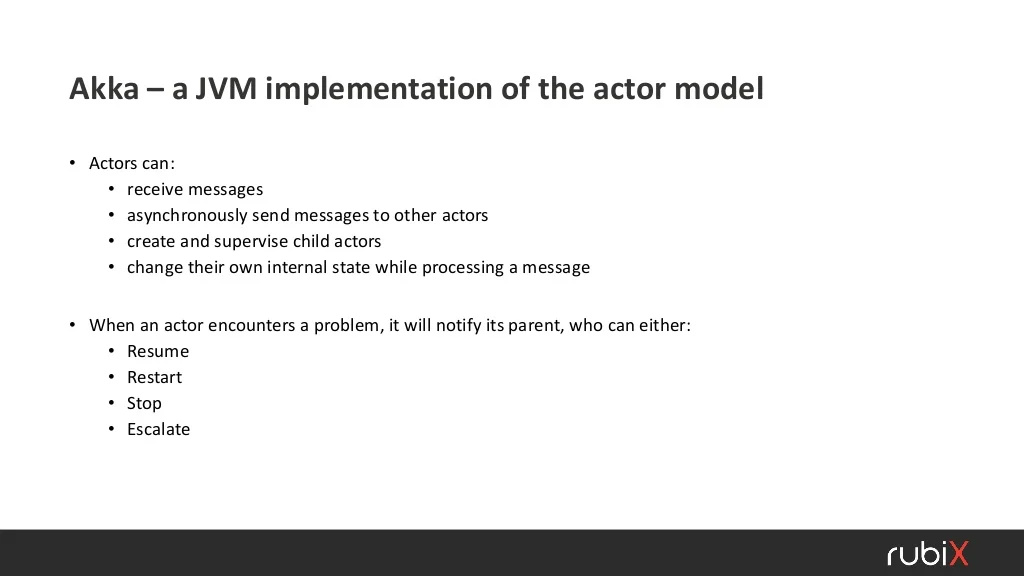 Akka – a JVM implementation of the actor model
• Actors can:
• receive messages
• asynchronously send messages to other actors
• create and supervise child actors
• change their own internal state while processing a message
• When an actor encounters a problem, it will notify its parent, who can either:
• Resume
• Restart
• Stop
• Escalate
rubiX